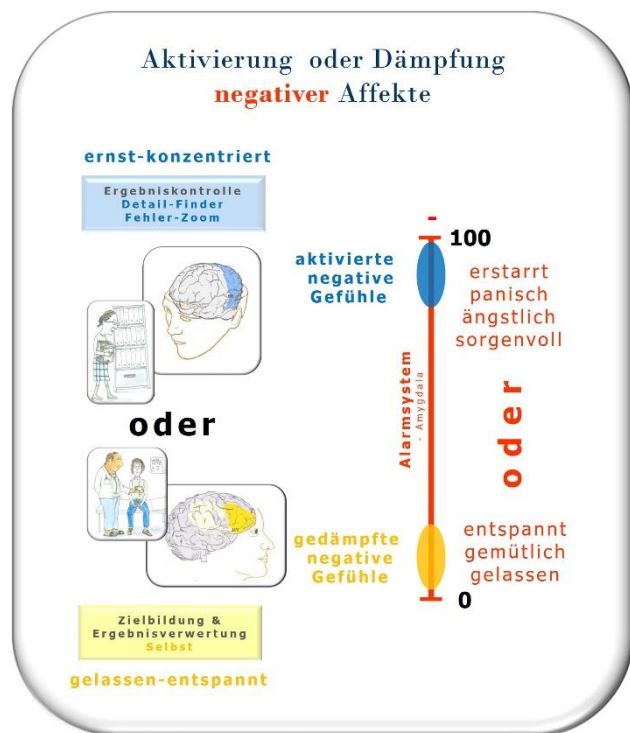 Aktivierung oder Dämpfung
negativer Affekte
ernst-konzentriert
Ergebniskontrolle
Detail-Finder
Fehler-Zoom
oder
Zielbildung &
Ergebnisverwertung
Selbst
gelassen-entspannt
aktivierte
negative
Gefühle
gedämpfte
negative
Gefühle
Alarmsystem
- Amygdala
-
100
0
erstarrt
panisch
ängstlich
sorgenvoll
oder
entspannt
gemütlich
gelassen